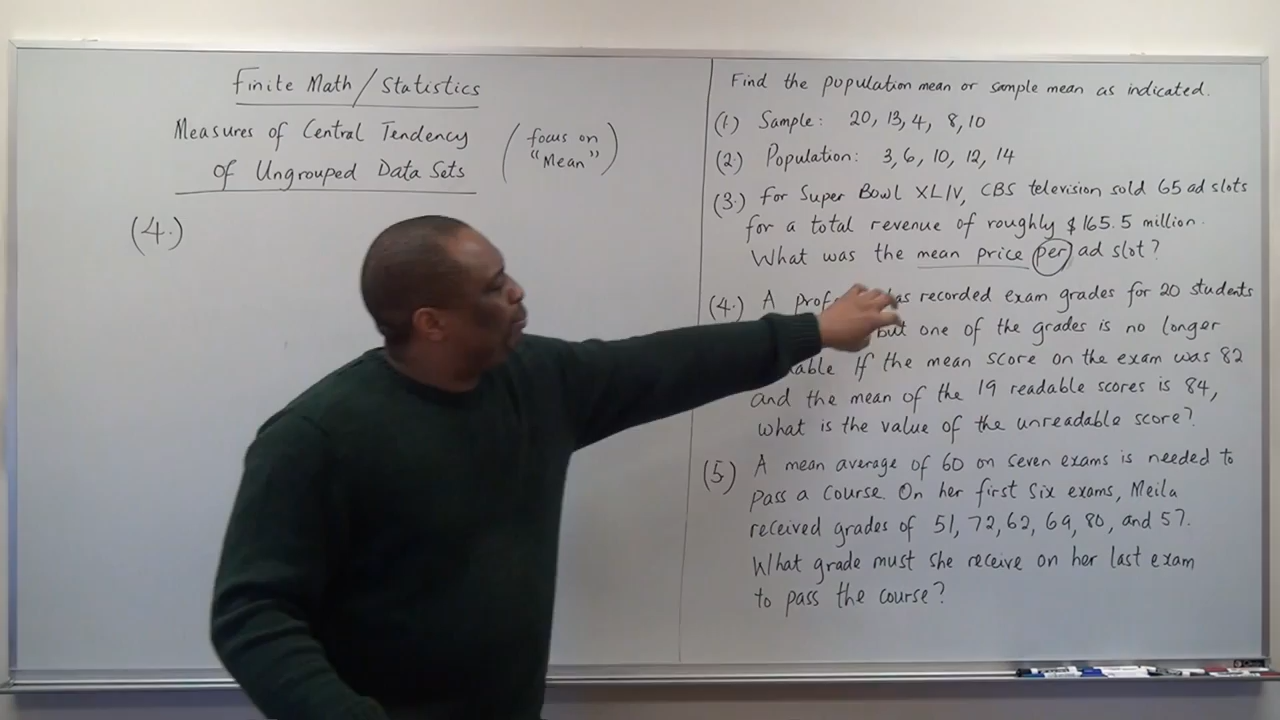 Finite Math / Statistics
Measures of Central Tendency
of Ungrouped Data Sets
(focus on
"Mean")
(4.)
Find the population mean or sample mean as indicated.
(1.) Sample: 20, 13, 4, 8, 10
(2.) Population: 3, 6, 10, 12, 14
(3.) For Super Bowl XLIV, CBS television sold 65 ad slots
for a total revenue of roughly $165.5 million.
What was the mean price per ad slot?
(4.) A has recorded exam grades for 20 students
but one of the grades is no longer
If the mean score on the exam was 82
and the mean of the 19 readable scores is 84,
what is the value of the unreadable score?
(5) A mean average of 60 on seven exams is needed to
pass a course. On her first six exams, Meila
received grades of 51, 72, 62, 69, 80, and 57.
What grade must she receive on her last exam
to pass the course?